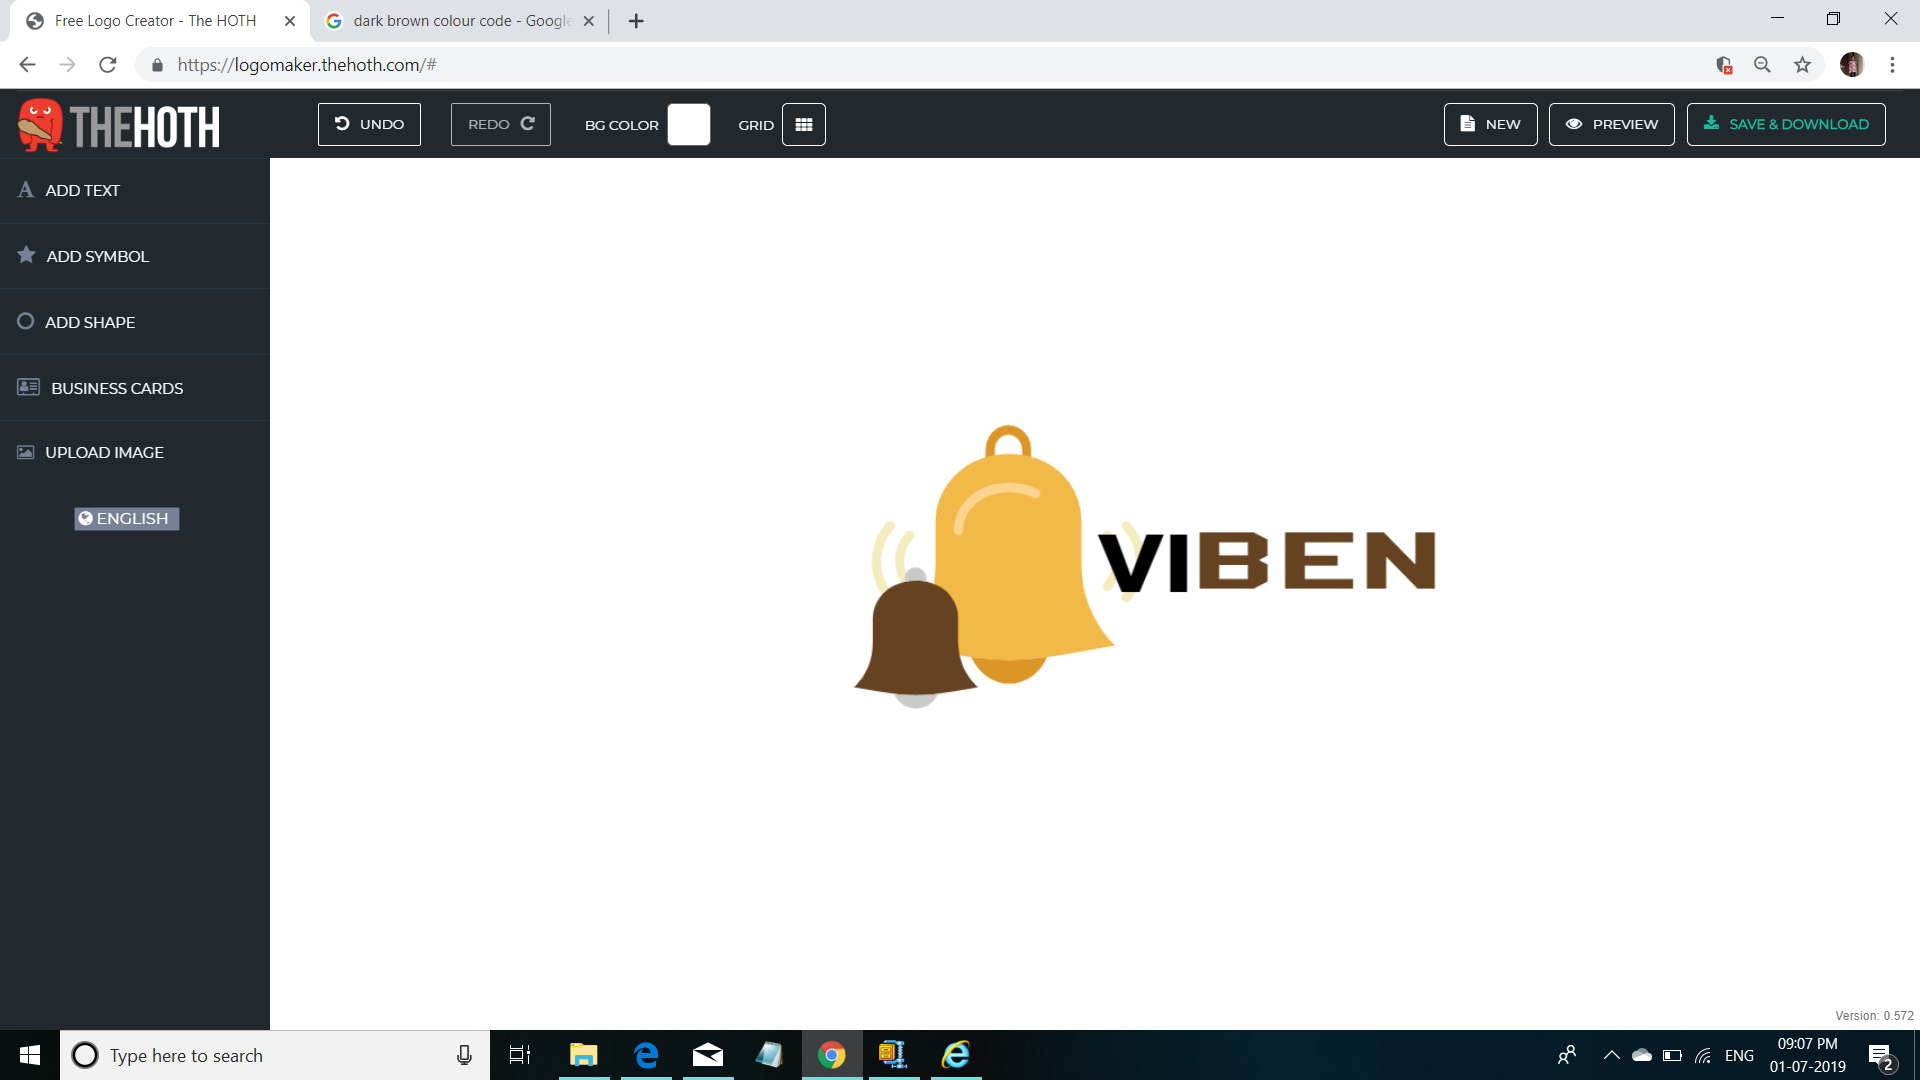 Free Logo Creator - The HOTH
dark brown colour code - Google
https://logomaker.thehoth.com/#
THEHOTH
UNDO
REDO
BG COLOR
GRID
NEW
PREVIEW
SAVE & DOWNLOAD
ADD TEXT
ADD SYMBOL
ADD SHAPE
BUSINESS CARDS
UPLOAD IMAGE
ENGLISH
VIBEN
Version: 0.572
Type here to search
ENG
09:07 PM
01-07-2019
2